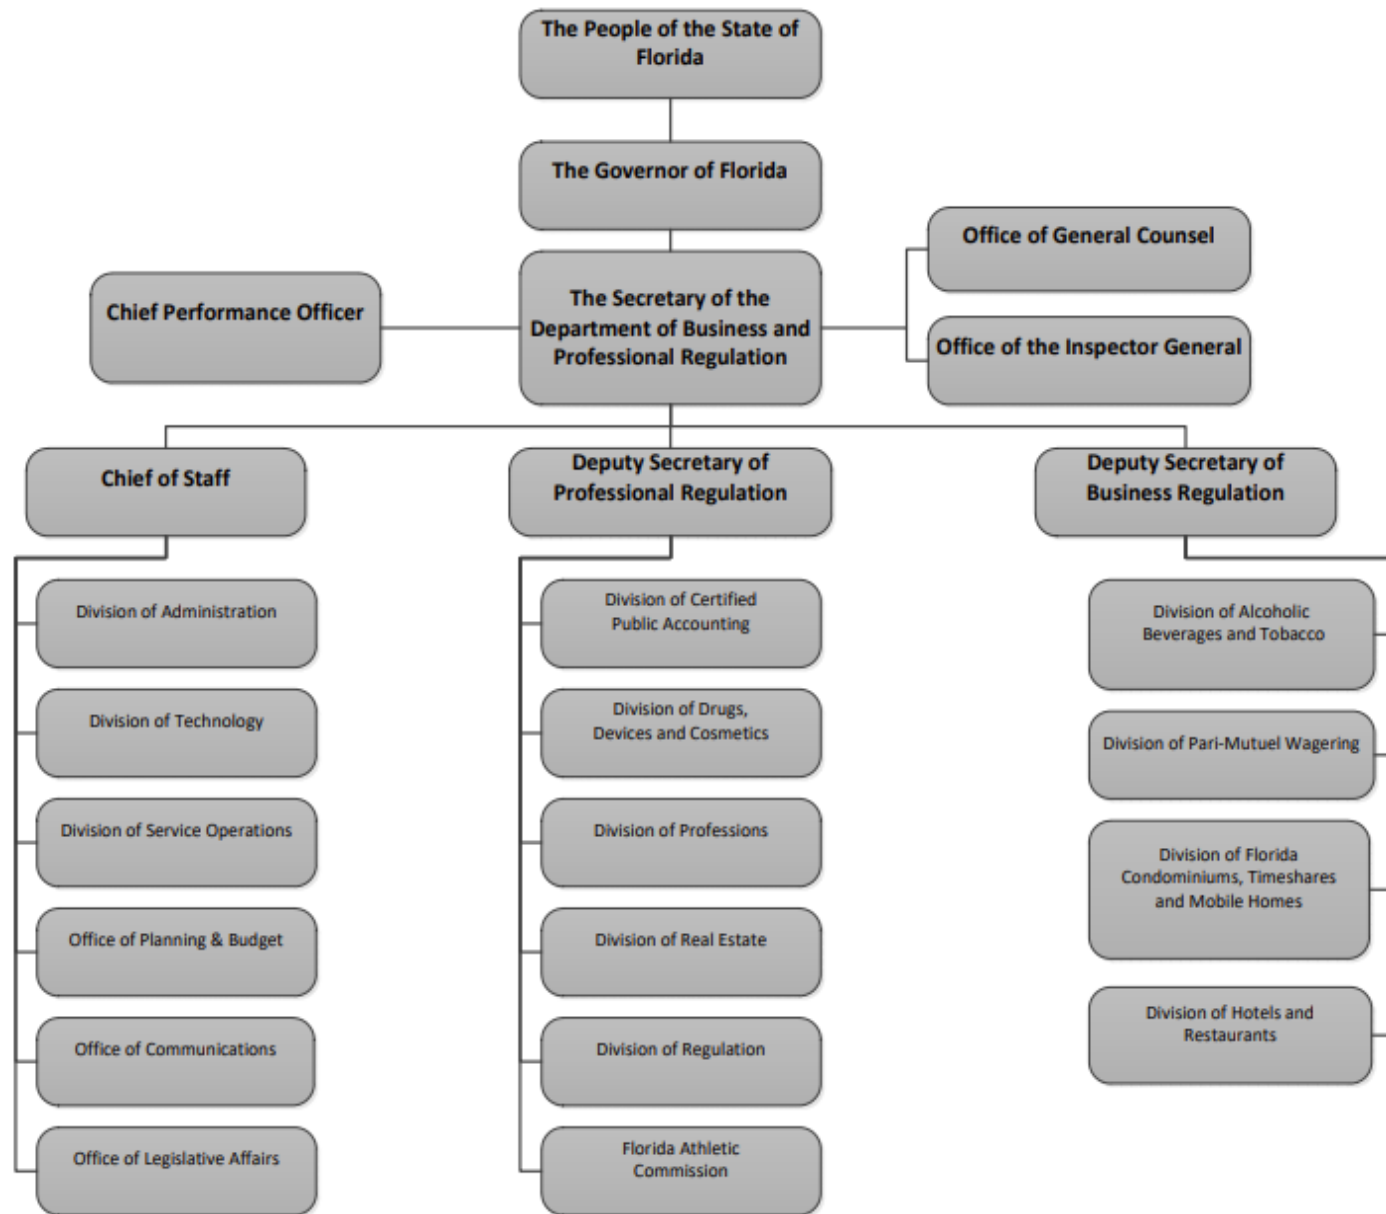 The People of the State of
Florida
The Governor of Florida
Office of General Counsel
Chief Performance Officer
The Secretary of the
Department of Business and
Professional Regulation
Office of the Inspector General
Chief of Staff
Deputy Secretary of
Professional Regulation
Deputy Secretary of
Business Regulation
Division of Administration
Division of Technology
Division of Service Operations
Office of Planning & Budget
Office of Communications
Office of Legislative Affairs
Division of Certified
Public Accounting
Division of Drugs,
Devices and Cosmetics
Division of Professions
Division of Real Estate
Division of Regulation
Florida Athletic
Commission
Division of Alcoholic
Beverages and Tobacco
Division of Pari-Mutuel Wagering
Division of Florida
Condominiums, Timeshares
and Mobile Homes
Division of Hotels and
Restaurants